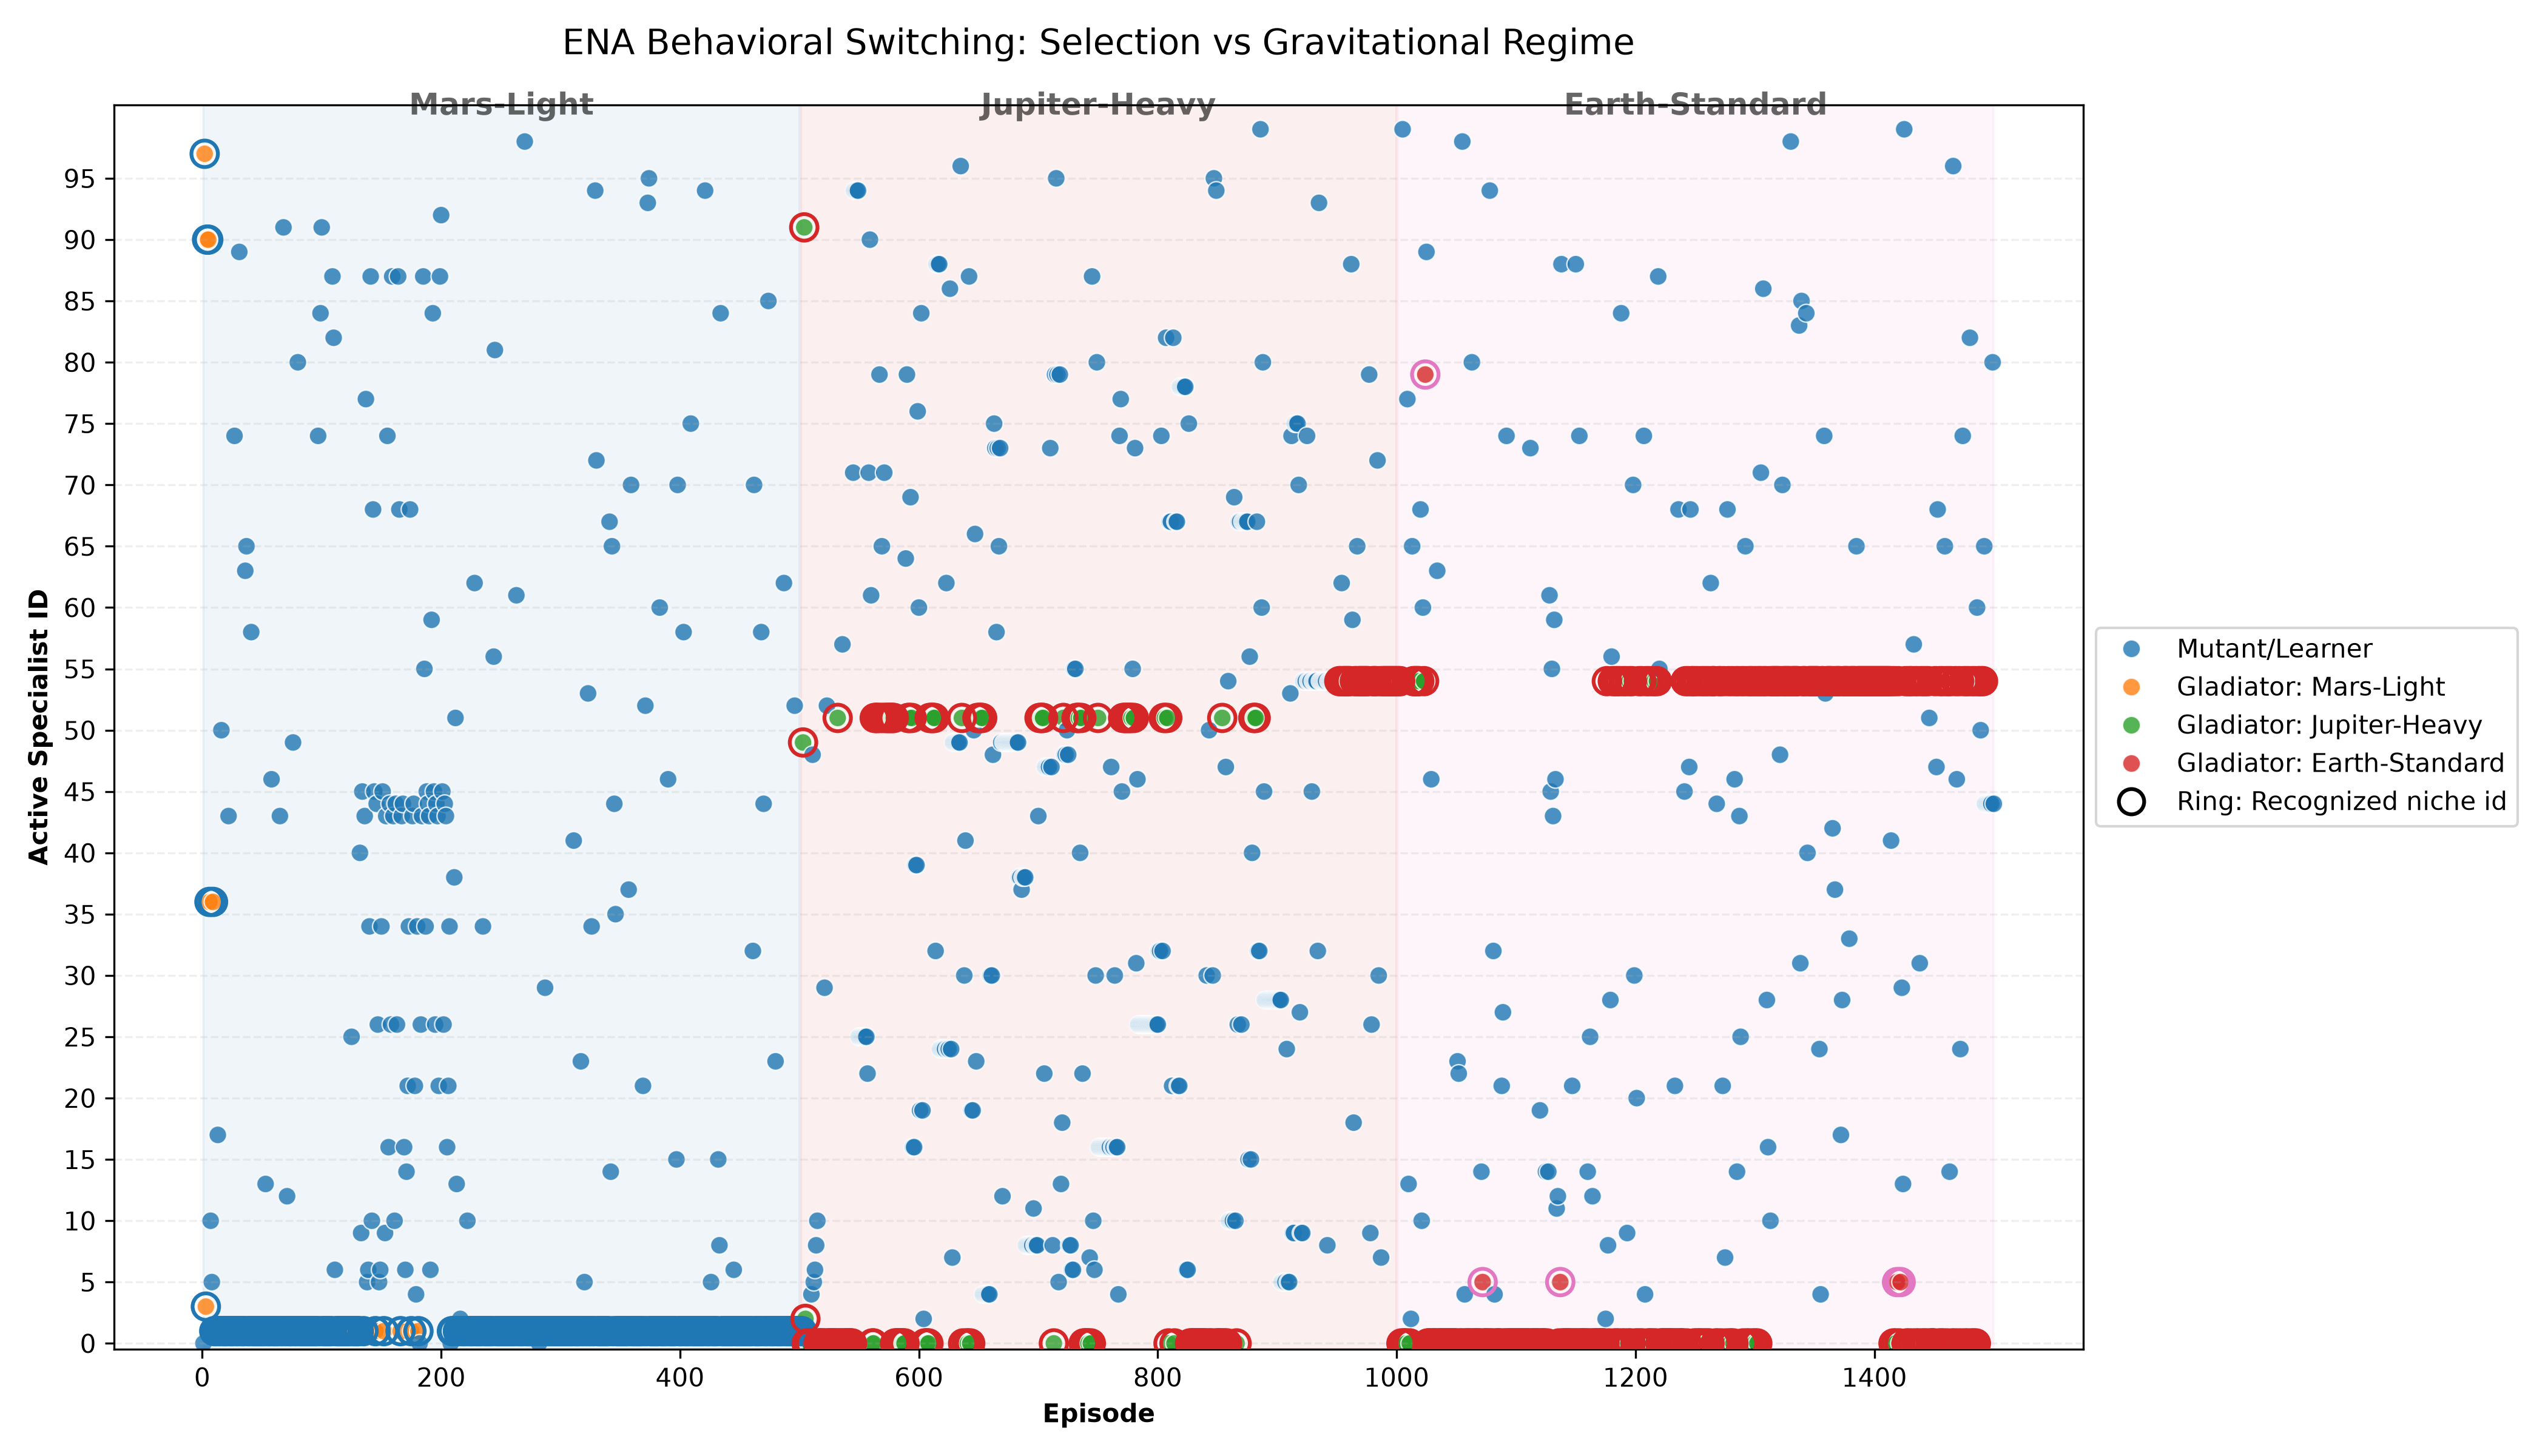 ENA Behavioral Switching: Selection vs Gravitational Regime
Mars-Light
Jupiter-Heavy
Earth-Standard
Active Specialist ID
95
90
85
80
75
70
65
60
55
50
45
40
35
30
25
20
15
10
5
0
0
200
400
600
800
1000
1200
1400
Episode
Mutant/Learner
Gladiator: Mars-Light
Gladiator: Jupiter-Heavy
Gladiator: Earth-Standard
Ring: Recognized niche id